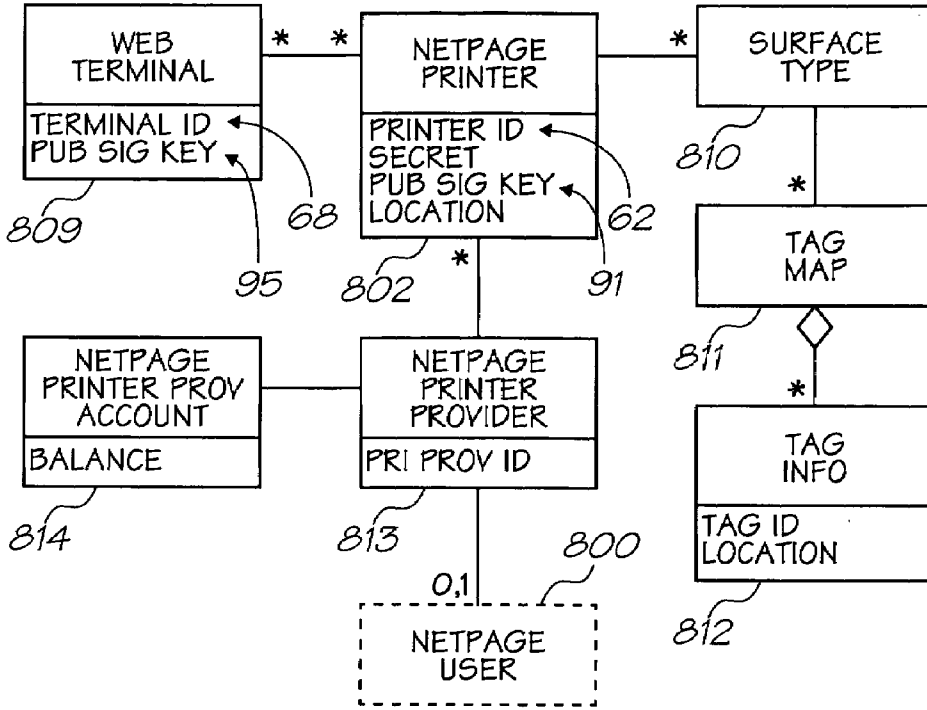 WEB
TERMINAL
TERMINAL ID
PUB SIG KEY
809
68
95
*
*
NETPAGE
PRINTER
PRINTER ID
SECRET
PUB SIG KEY
LOCATION
802
62
91
*
*
SURFACE
TYPE
810
*
TAG
MAP
811
*
TAG
INFO
TAG ID
LOCATION
812
NETPAGE
PRINTER PROV
ACCOUNT
BALANCE
814
NETPAGE
PRINTER
PROVIDER
PRI PROV ID
813
0,1
800
NETPAGE
USER